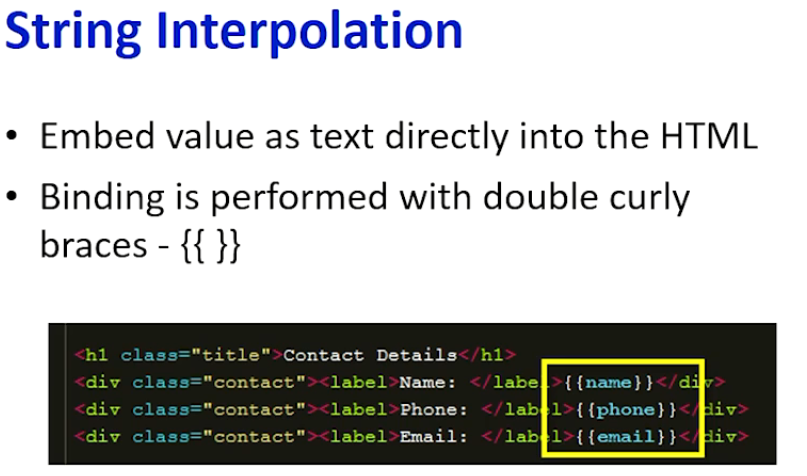 String Interpolation
• Embed value as text directly into the HTML
• Binding is performed with double curly
braces - {{ }}
<h1 class="title">Contact Details</h1>
<div class="contact"><label>Name: </label>{{name}}</div>
<div class="contact"><label>Phone: </label>{{phone}}</div>
<div class="contact"><label>Email: </label>{{email}}</div>